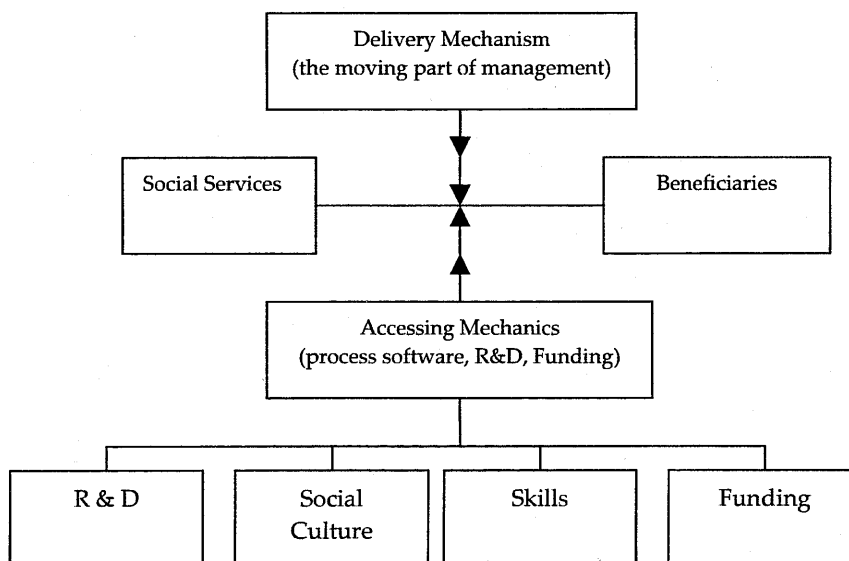 Delivery Mechanism
(the moving part of management)
Social Services
Beneficiaries
Accessing Mechanics
(process software, R&D, Funding)
R & D
Social
Culture
Skills
Funding